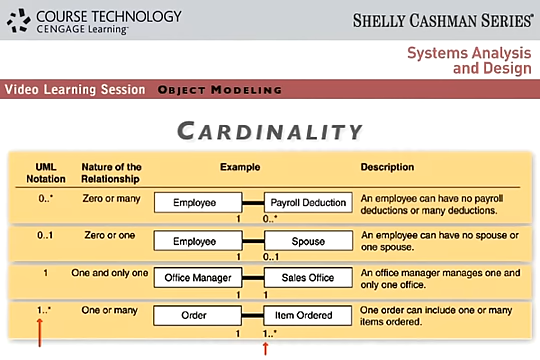 COURSE TECHNOLOGY
CENGAGE Learning™
SHELLY CASHMAN SERIES®
Systems Analysis
and Design
Video Learning Session OBJECT MODELING
CARDINALITY
UML
Notation
Nature of the
Relationship
Example
Description
0..*
Zero or many
Employee
Payroll Deduction
1
0..*
An employee can have no payroll
deductions or many deductions.
0..1
Zero or one
Employee
Spouse
1
0..1
An employee can have no spouse or
one spouse.
1
One and only one
Office Manager
Sales Office
1
1
An office manager manages one and
only one office.
1..*
One or many
Order
Item Ordered
1
1..*
One order can include one or many
items ordered.